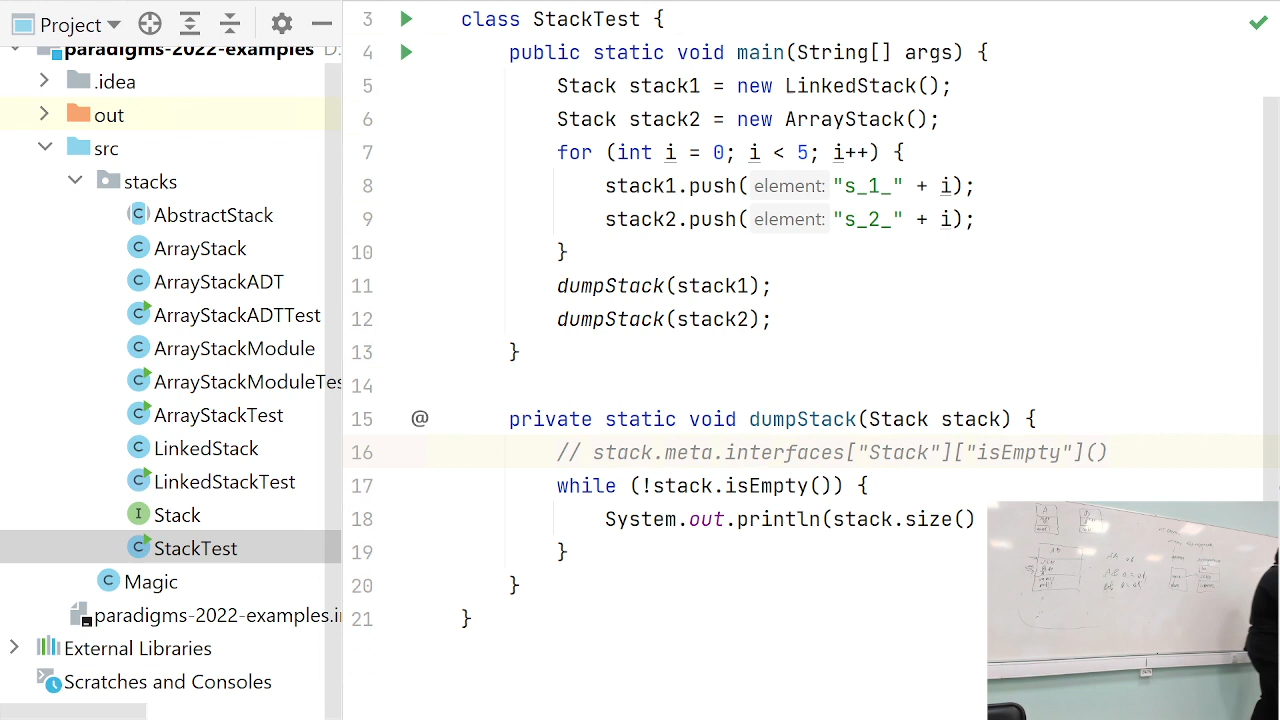 Project
paradigms-2022-examples D:
.idea
out
src
stacks
AbstractStack
ArrayStack
ArrayStackADT
ArrayStackADTTest
ArrayStackModule
ArrayStackModuleTes
ArrayStackTest
LinkedStack
LinkedStackTest
Stack
StackTest
Magic
paradigms-2022-examples.im
External Libraries
Scratches and Consoles
3 class StackTest {
4 public static void main(String[] args) {
5 Stack stack1 = new LinkedStack();
6 Stack stack2 = new ArrayStack();
7 for (int i = 0; i < 5; i++) {
8 stack1.push( element: "s_1_" + i);
9 stack2.push( element: "s_2_" + i);
10 }
11 dumpStack(stack1);
12 dumpStack(stack2);
13 }
14
15 @ private static void dumpStack(Stack stack) {
16 // stack.meta.interfaces["Stack"]["isEmpty"]()
17 while (!stack.isEmpty()) {
18 System.out.println(stack.size()
19 }
20 }
21 }